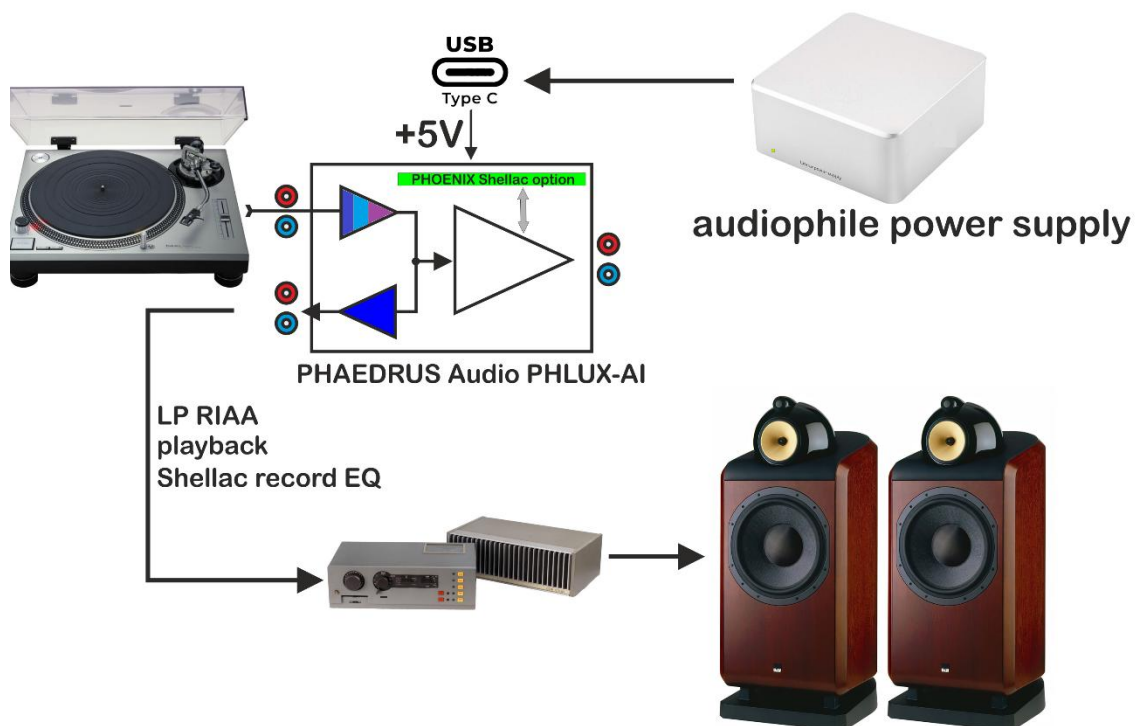 USB
Type C
+5V
PHOENIX Shellac option
audiophile power supply
PHAEDRUS Audio PHLUX-AI
LP RIAA
playback
Shellac record EQ